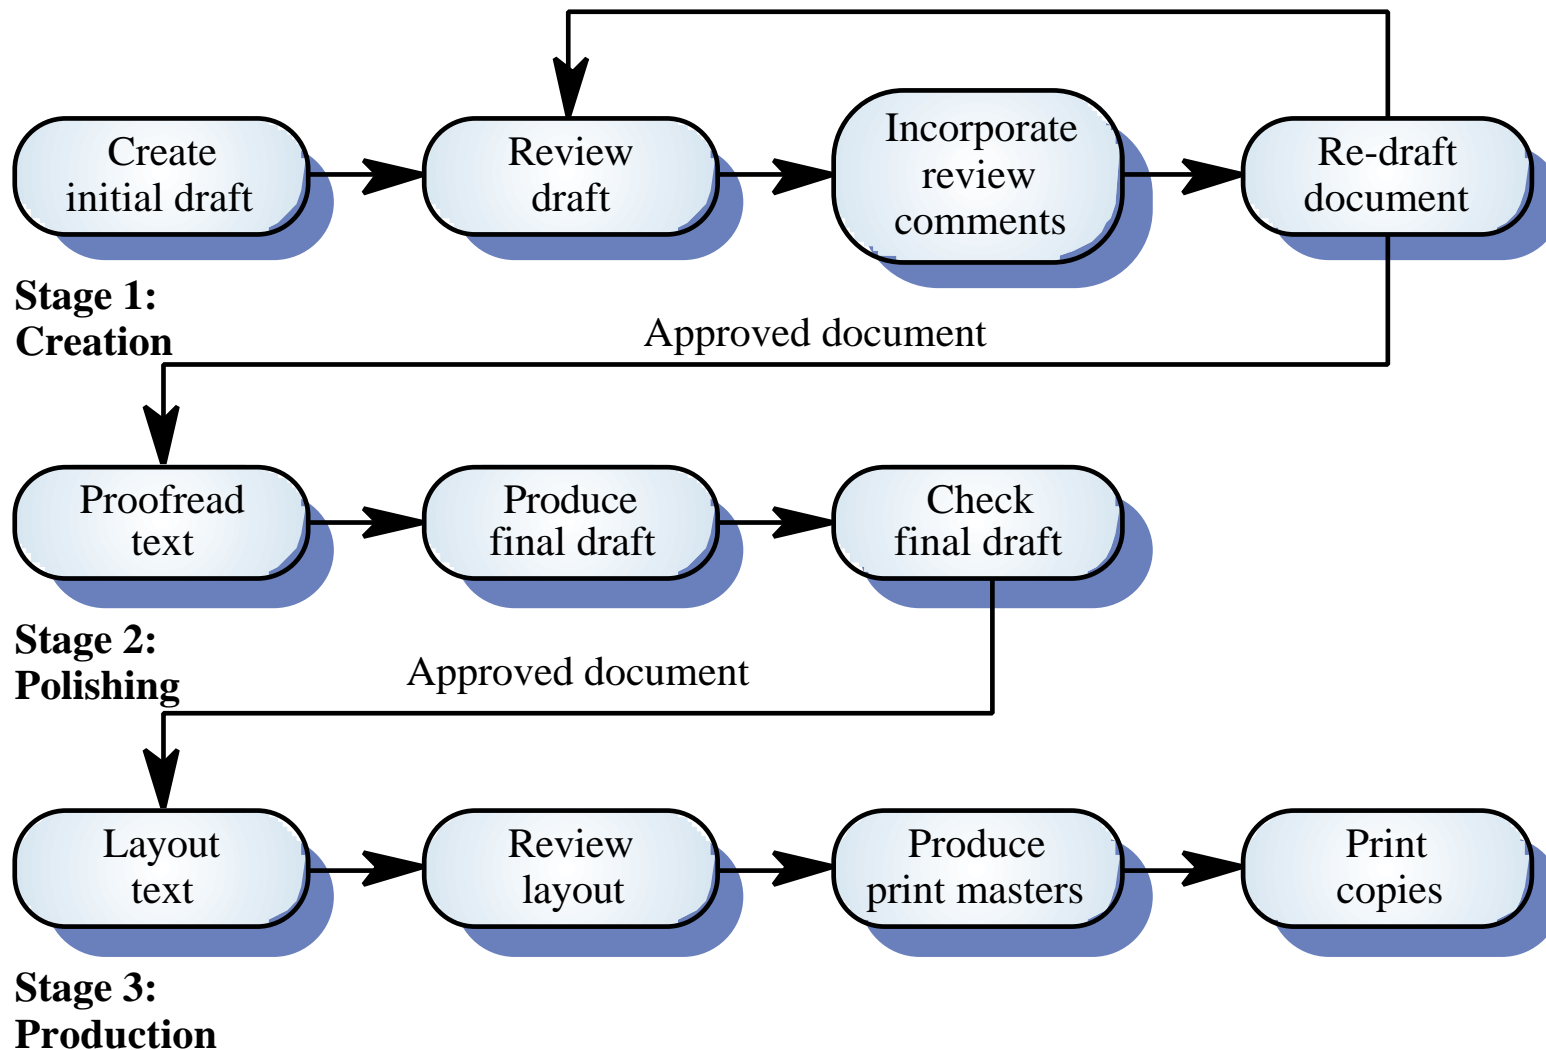 Create
initial draft
Review
draft
Incorporate
review
comments
Re-draft
document
Stage 1:
Creation
Approved document
Proofread
text
Produce
final draft
Check
final draft
Stage 2:
Polishing
Approved document
Layout
text
Review
layout
Produce
print masters
Print
copies
Stage 3:
Production